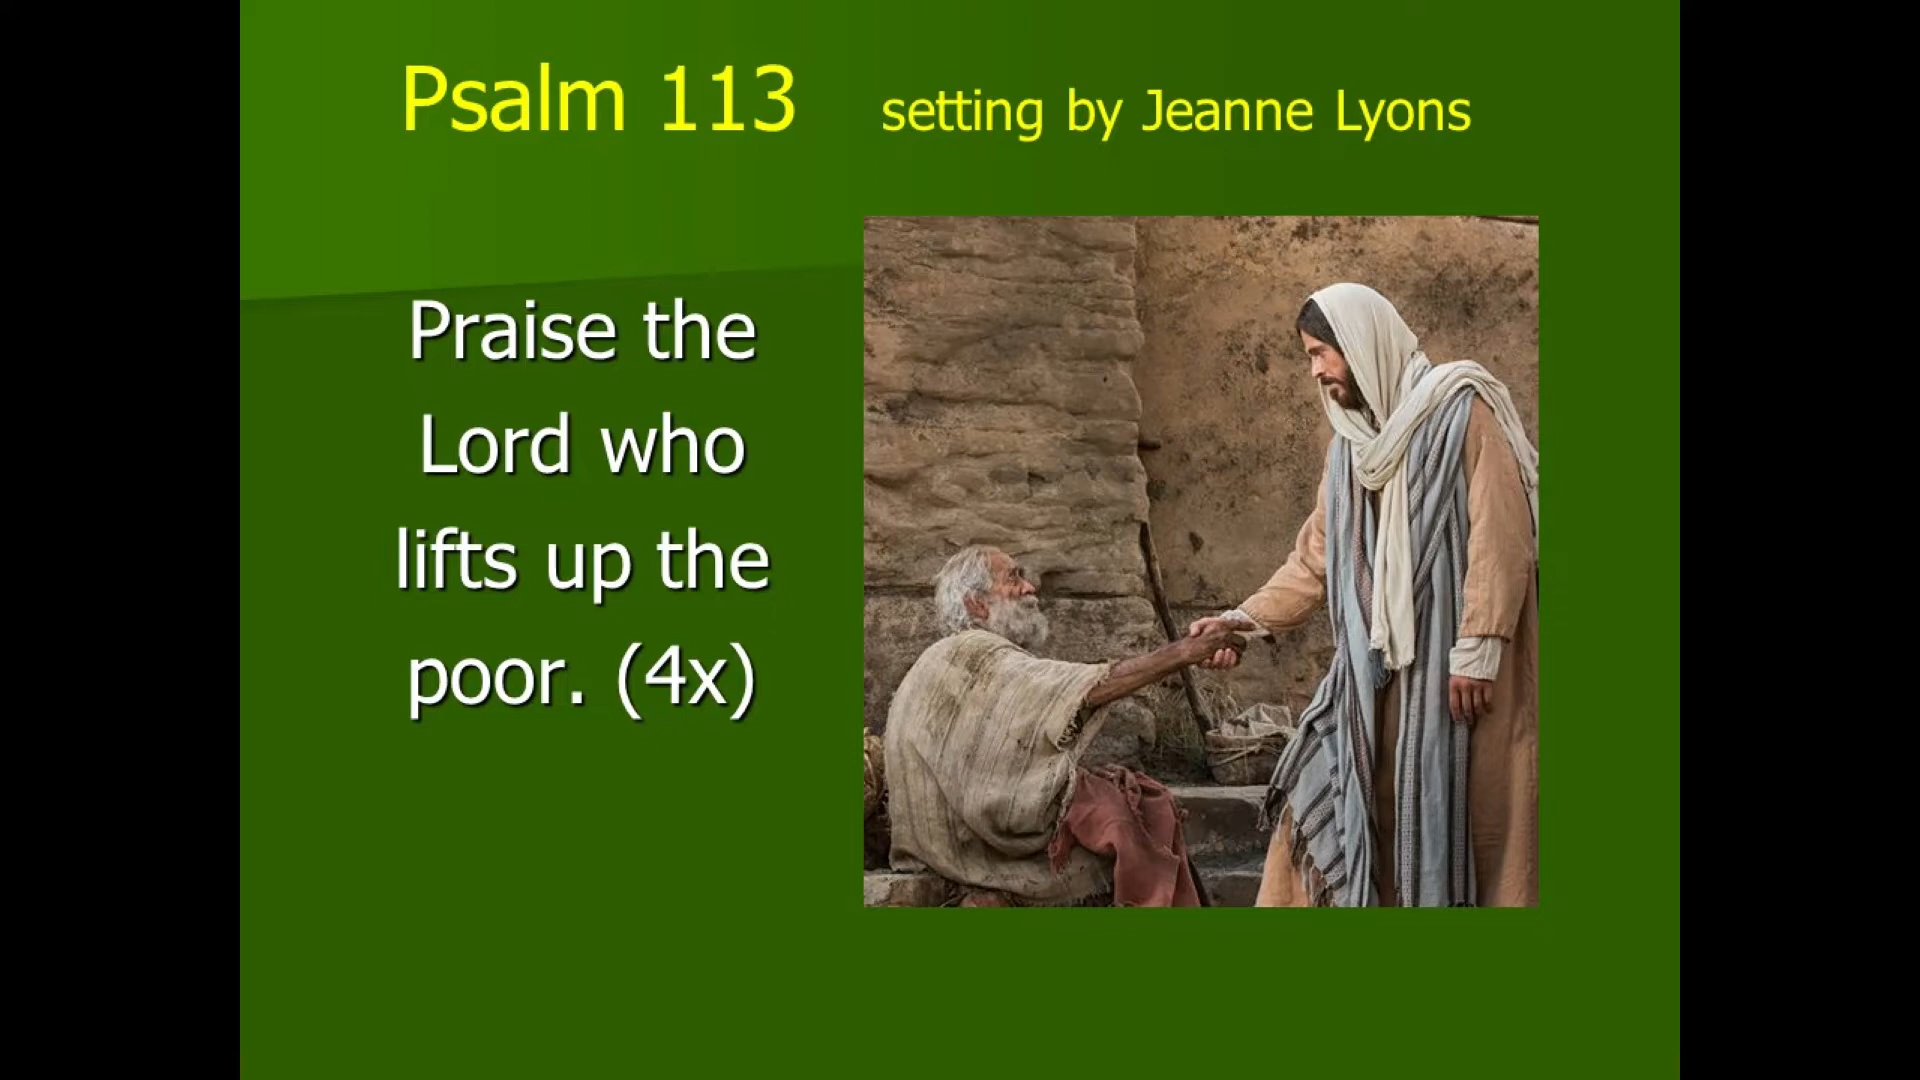 Psalm 113 setting by Jeanne Lyons
Praise the
Lord who
lifts up the
poor. (4x)